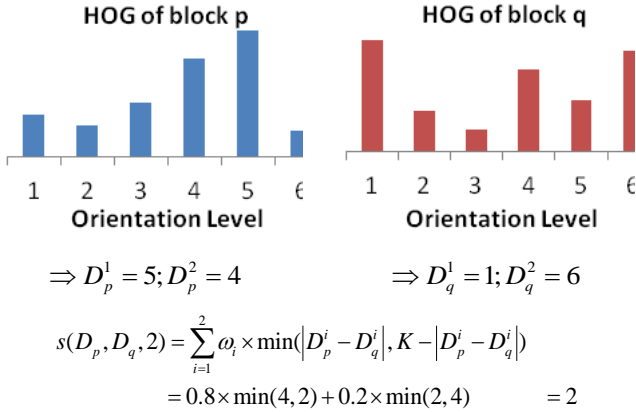 HOG of block p HOG of block q
1 2 3 4 5 6 1 2 3 4 5 6
Orientation Level Orientation Level
⇒ D_p^1 = 5; D_p^2 = 4 ⇒ D_q^1 = 1; D_q^2 = 6
s(D_p, D_q, 2) = ∑_{i=1}^{2} ω_i × min(|D_p^i − D_q^i|, K − |D_p^i − D_q^i|)
= 0.8 × min(4, 2) + 0.2 × min(2, 4) = 2